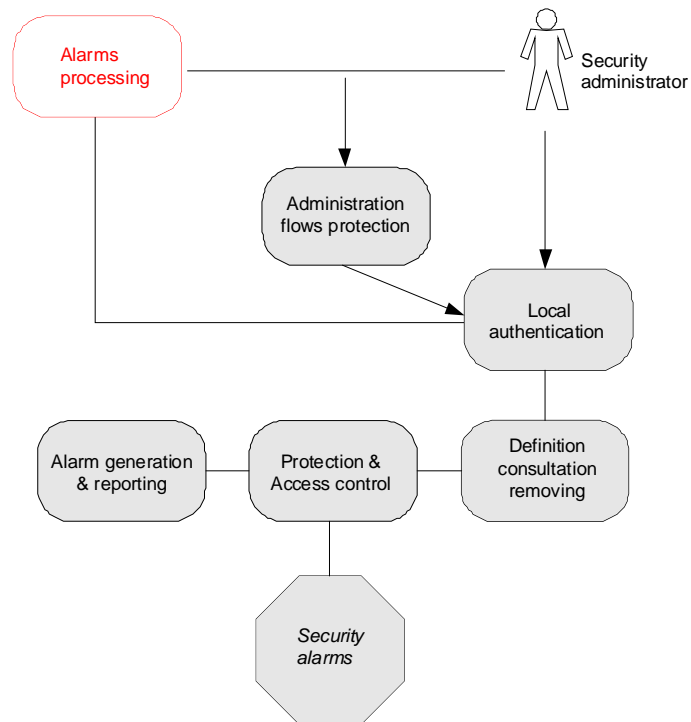 Alarms
processing
Security
administrator
Administration
flows protection
Local
authentication
Alarm generation
& reporting
Protection &
Access control
Definition
consultation
removing
Security
alarms